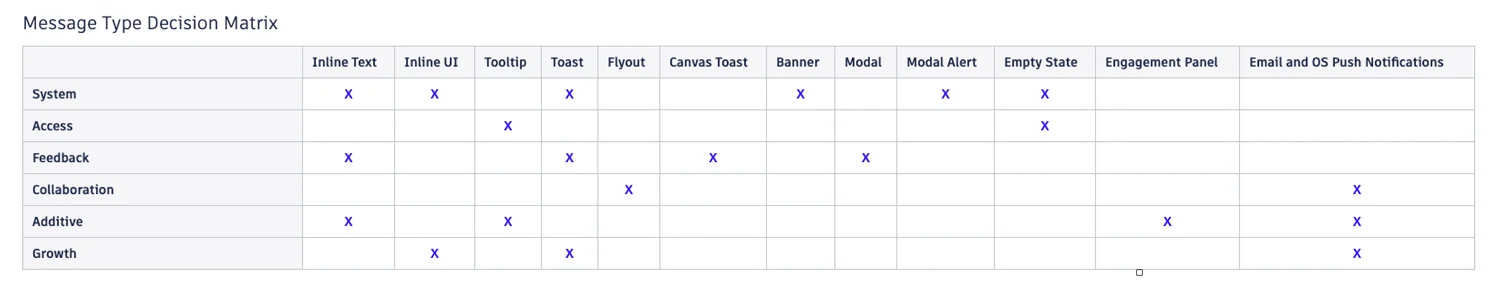 Message Type Decision Matrix
Inline Text Inline UI Tooltip Toast Flyout Canvas Toast Banner Modal Modal Alert Empty State Engagement Panel Email and OS Push Notifications
System X X X X X X
Access X X
Feedback X X X X
Collaboration X X
Additive X X X X
Growth X X X